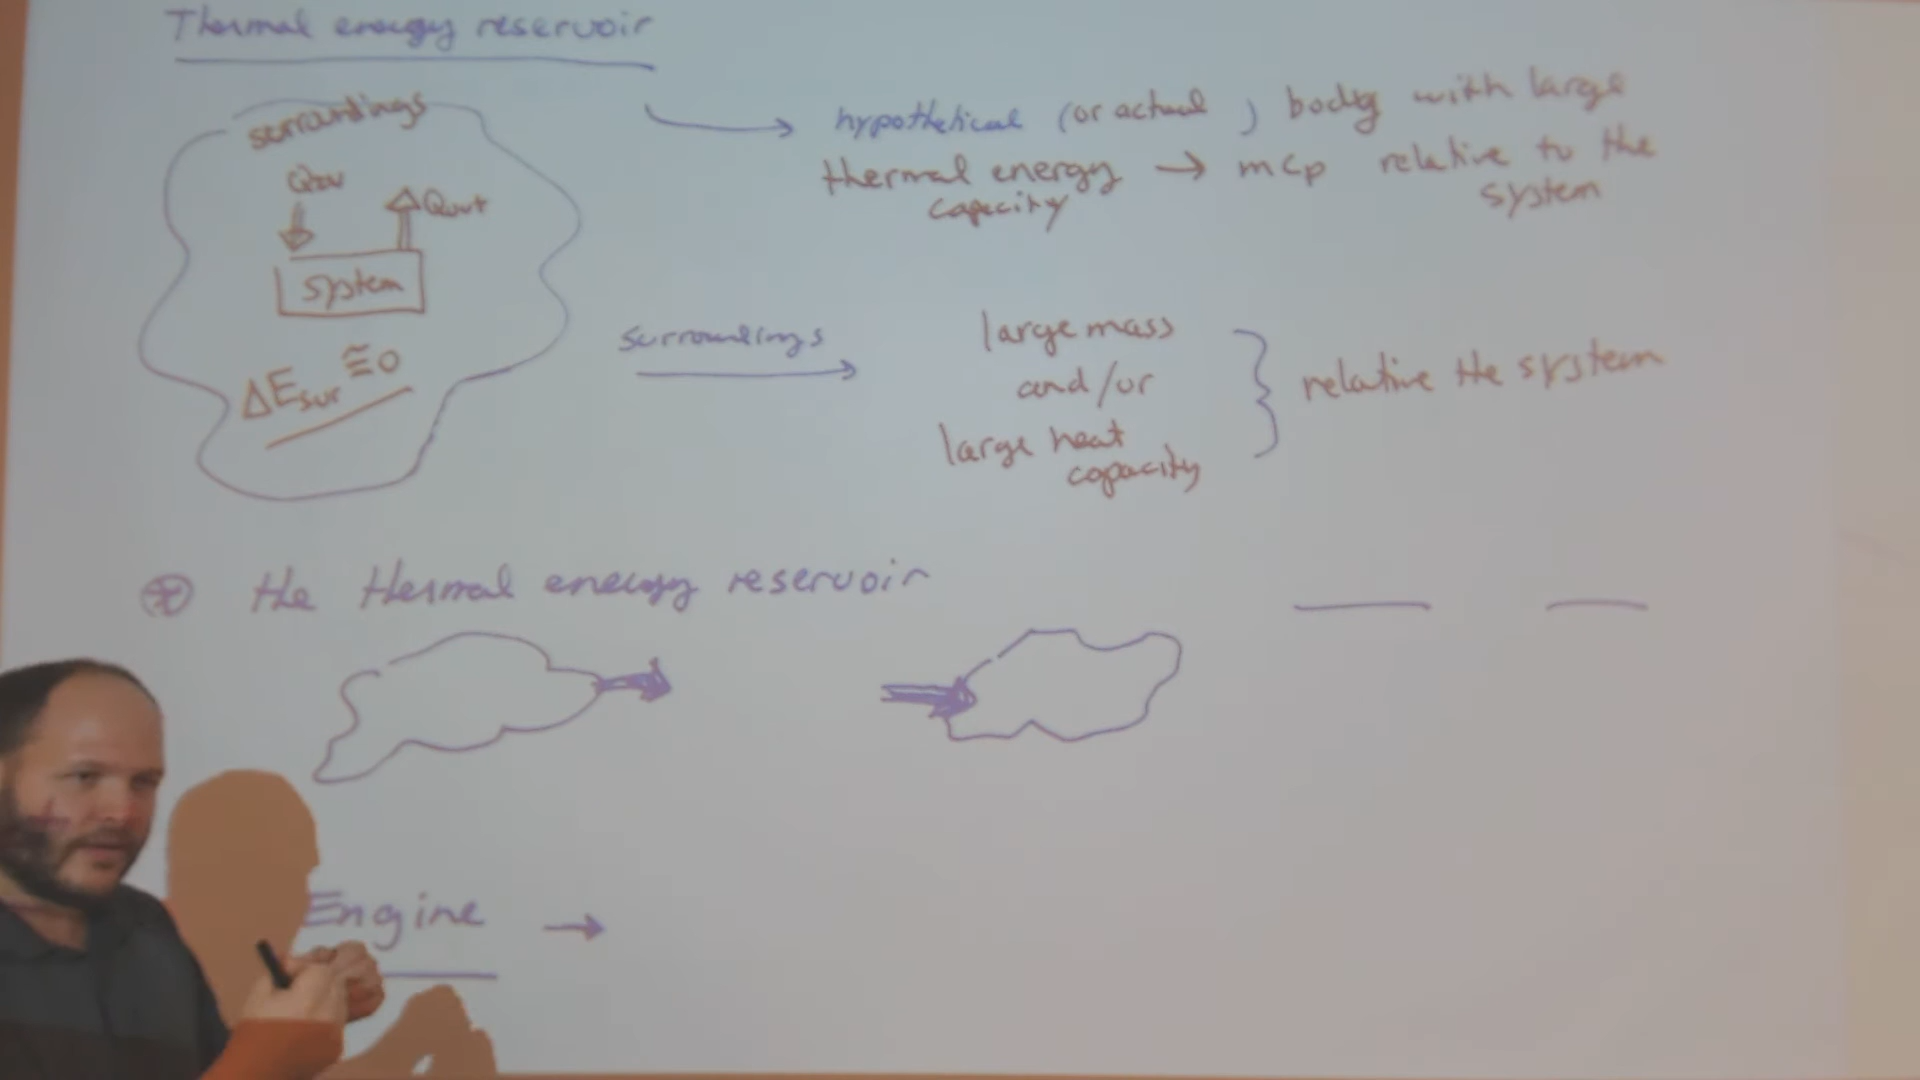 Thermal energy reservoir
surroundings
QIN
Qout
system
ΔEsur ≅ 0
hypothetical (or actual ) body with large
thermal energy → mcp relative to the
capacity
system
surroundings
large mass
and/or
large heat
capacity
relative the system
the thermal energy reservoir
Engine →